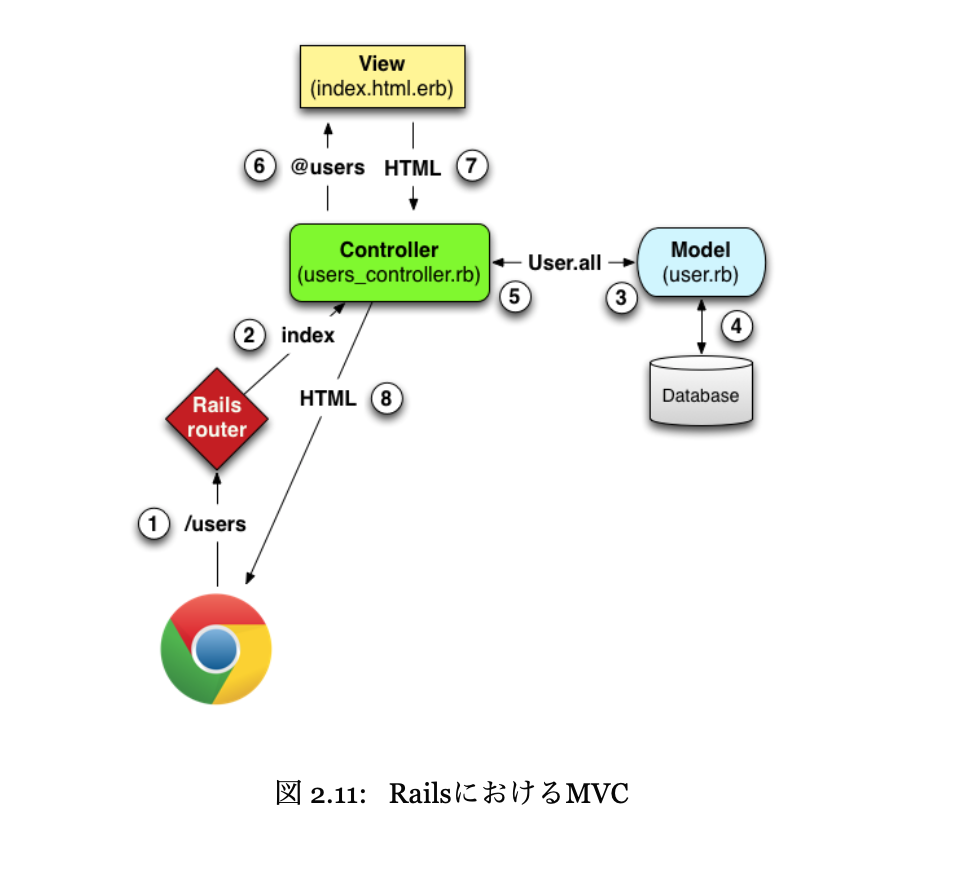 View
(index.html.erb)
6 @users HTML 7
Controller
(users_controller.rb)
User.all
Model
(user.rb)
5
3
4
2 index
Database
HTML 8
Rails
router
1 /users
図 2.11: RailsにおけるMVC